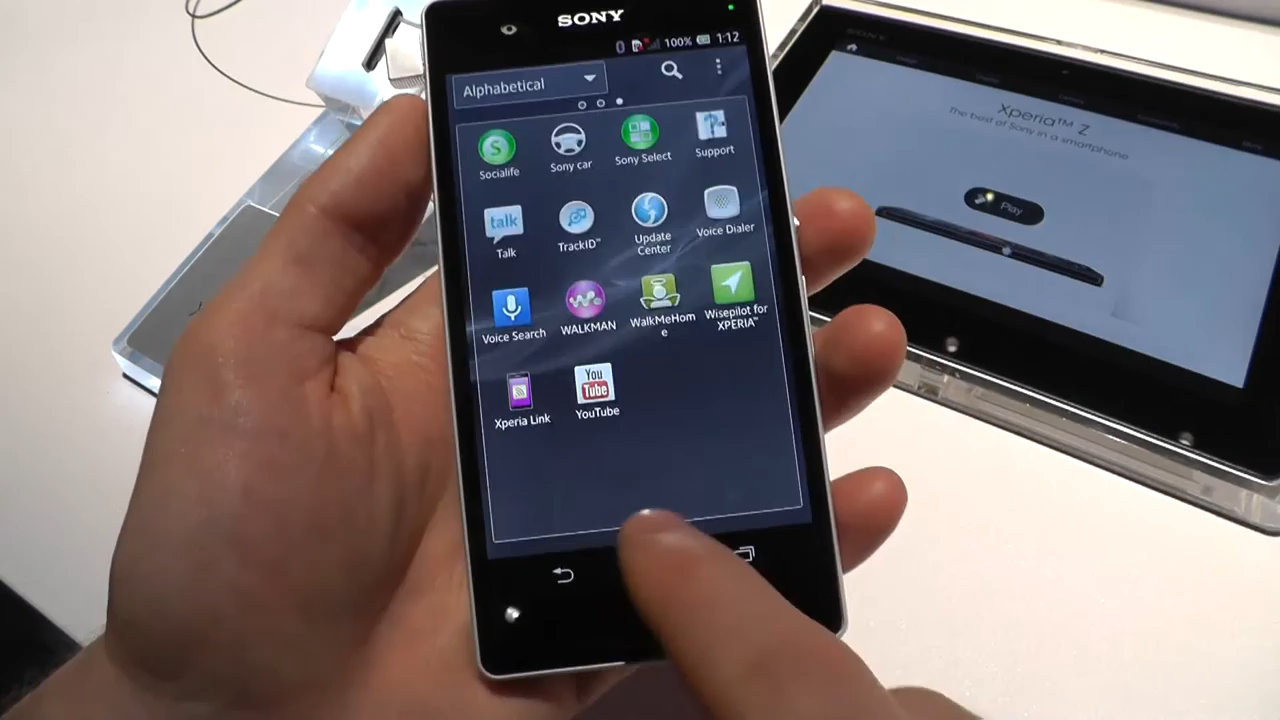 SONY
100% 1:12
Alphabetical
S
Socialife
Sony car
Sony Select
Support
talk
Talk
TrackID™
Update
Center
Voice Dialer
Voice Search
WALKMAN
WalkMeHom
e
Wisepilot for
XPERIA™
Xperia Link
You
Tube
YouTube
SONY
Xperia™ Z
The best of Sony in a smartphone
Play